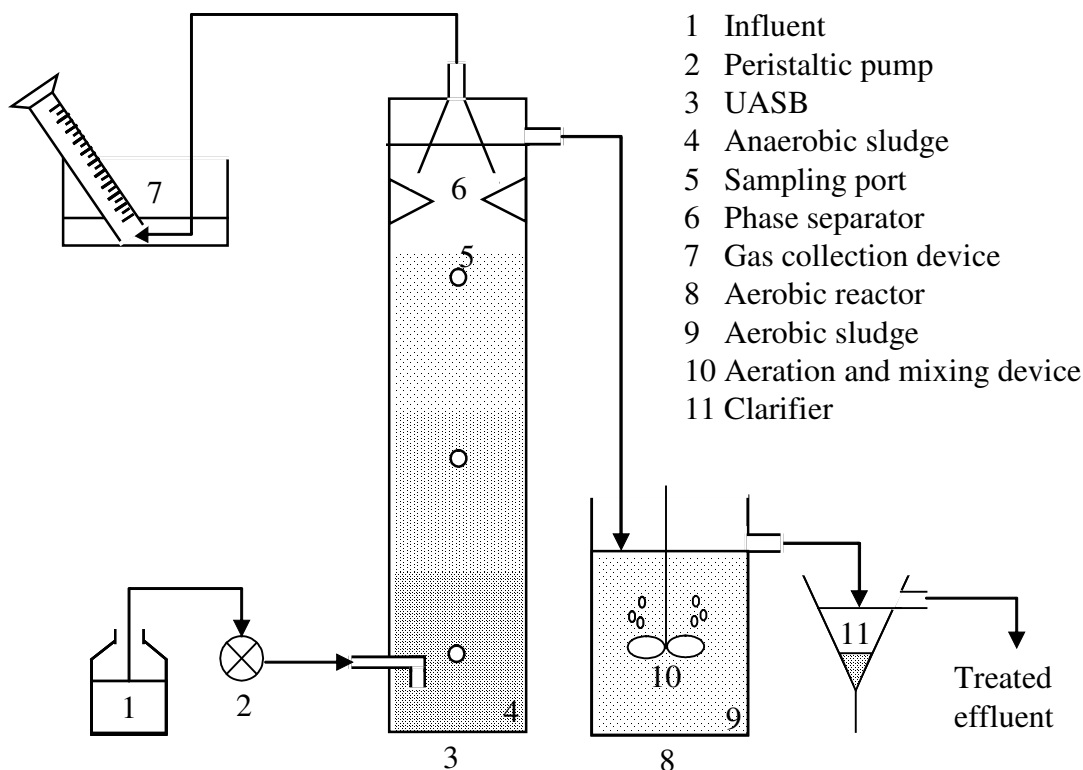 1 Influent
2 Peristaltic pump
3 UASB
4 Anaerobic sludge
5 Sampling port
6 Phase separator
7 Gas collection device
8 Aerobic reactor
9 Aerobic sludge
10 Aeration and mixing device
11 Clarifier
7
6
5
1
2
4
3
10
9
8
11
Treated
effluent